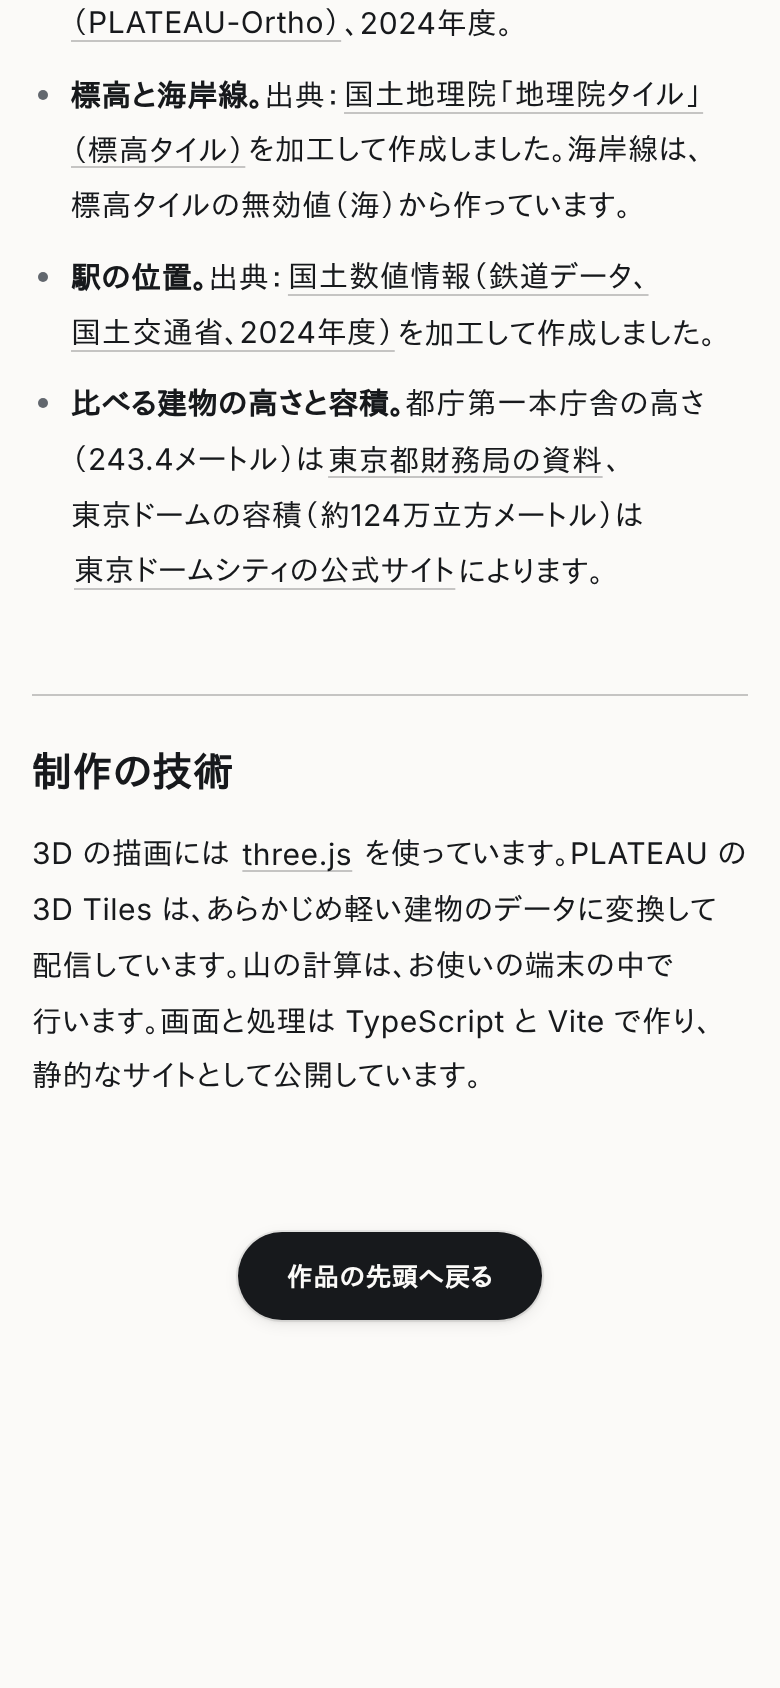 （PLATEAU-Ortho）、2024年度。
標高と海岸線。出典：国土地理院「地理院タイル」
（標高タイル）を加工して作成しました。海岸線は、
標高タイルの無効値（海）から作っています。
駅の位置。出典：国土数値情報（鉄道データ、
国土交通省、2024年度）を加工して作成しました。
比べる建物の高さと容積。都庁第一本庁舎の高さ
（243.4メートル）は東京都財務局の資料、
東京ドームの容積（約124万立方メートル）は
東京ドームシティの公式サイトによります。
制作の技術
3D の描画には three.js を使っています。PLATEAU の
3D Tiles は、あらかじめ軽い建物のデータに変換して
配信しています。山の計算は、お使いの端末の中で
行います。画面と処理は TypeScript と Vite で作り、
静的なサイトとして公開しています。
作品の先頭へ戻る